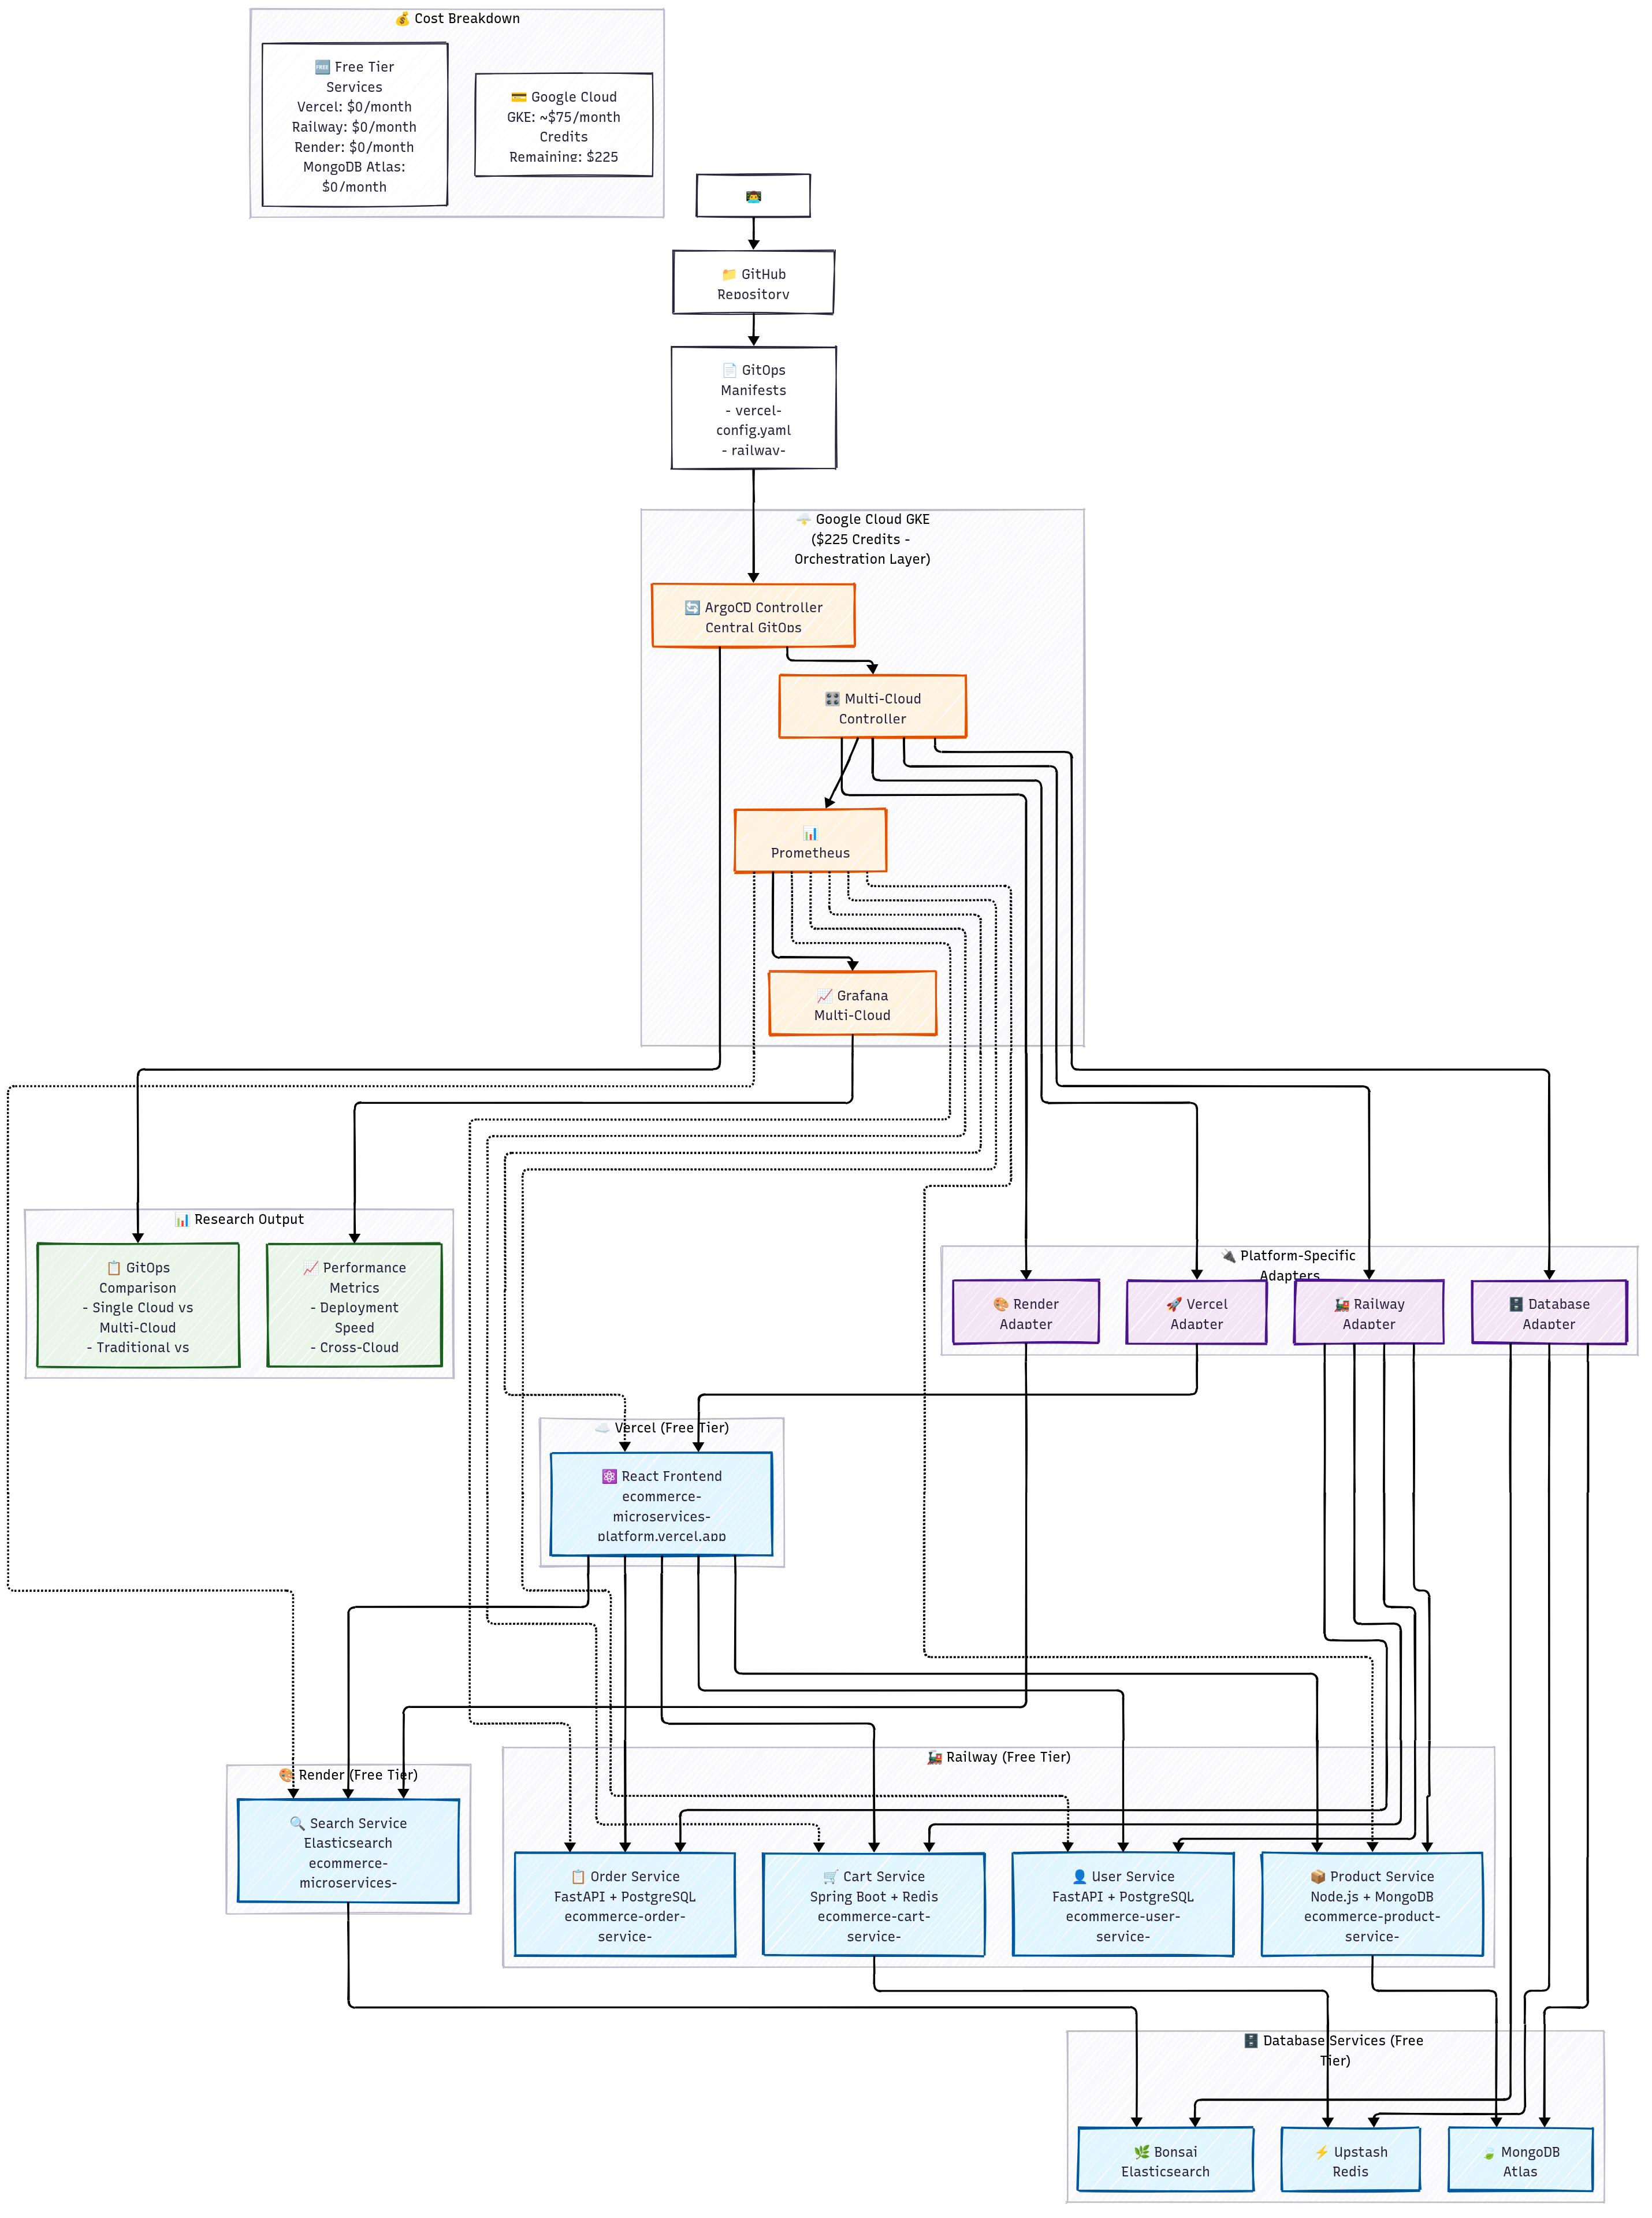 💰 Cost Breakdown
🆓 Free Tier
Services
Vercel: $0/month
Railway: $0/month
Render: $0/month
MongoDB Atlas:
$0/month
💳 Google Cloud
GKE: ~$75/month
Credits
Remaining: $225
📁 GitHub
Repository
📄 GitOps
Manifests
- vercel-
config.yaml
- railway-
🌩️ Google Cloud GKE
($225 Credits -
Orchestration Layer)
🔄 ArgoCD Controller
Central GitOps
🎛️ Multi-Cloud
Controller
📊
Prometheus
📈 Grafana
Multi-Cloud
📊 Research Output
📋 GitOps
Comparison
- Single Cloud vs
Multi-Cloud
- Traditional vs
📈 Performance
Metrics
- Deployment
Speed
- Cross-Cloud
🔌 Platform-Specific
Adapters
🎨 Render
Adapter
🚀 Vercel
Adapter
🚂 Railway
Adapter
🗄️ Database
Adapter
☁️ Vercel (Free Tier)
⚛️ React Frontend
ecommerce-
microservices-
platform.vercel.app
🎨 Render (Free Tier)
🔍 Search Service
Elasticsearch
ecommerce-
microservices-
🚂 Railway (Free Tier)
📋 Order Service
FastAPI + PostgreSQL
ecommerce-order-
service-
🛒 Cart Service
Spring Boot + Redis
ecommerce-cart-
service-
👤 User Service
FastAPI + PostgreSQL
ecommerce-user-
service-
📦 Product Service
Node.js + MongoDB
ecommerce-product-
service-
🗄️ Database Services (Free
Tier)
🌿 Bonsai
Elasticsearch
⚡ Upstash
Redis
🍃 MongoDB
Atlas